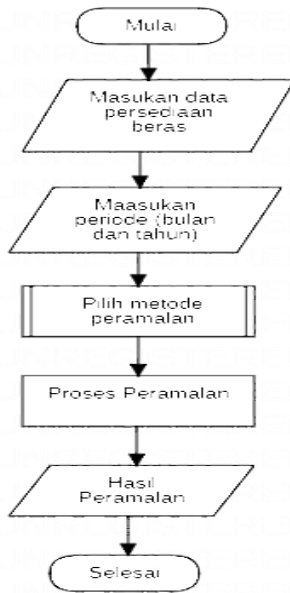 Mulai
Masukan data
persediaan
beras
Maasukan
periode (bulan
dan tahun)
Pilih metode
peramalan
Proses Peramalan
Hasil
Peramalan
Selesai